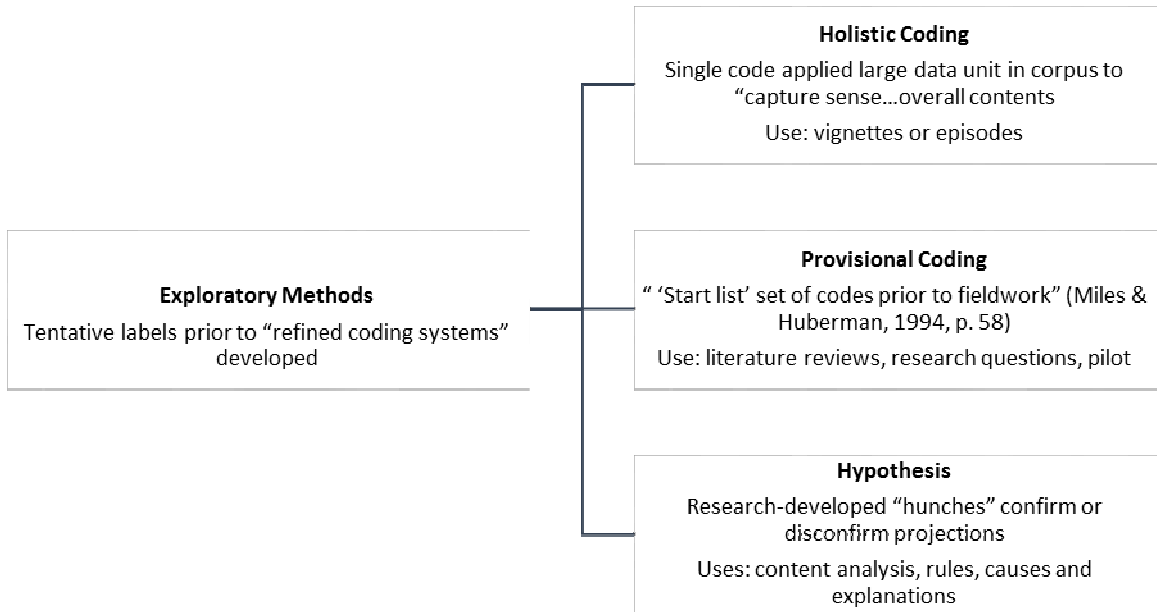 Exploratory Methods
Tentative labels prior to “refined coding systems”
developed
Holistic Coding
Single code applied large data unit in corpus to
“capture sense…overall contents
Use: vignettes or episodes
Provisional Coding
“ ‘Start list’ set of codes prior to fieldwork” (Miles &
Huberman, 1994, p. 58)
Use: literature reviews, research questions, pilot
Hypothesis
Research-developed “hunches” confirm or
disconfirm projections
Uses: content analysis, rules, causes and
explanations